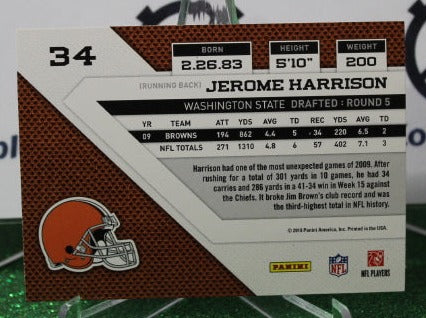 34
BORN
2.26.83
HEIGHT
5'10"
WEIGHT
200
(RUNNING BACK) JEROME HARRISON
WASHINGTON STATE DRAFTED : ROUND 5
YR TEAM ATT YDS AVG TD REC YDS AVG TD
09 BROWNS 194 862 4.4 5 34 220 6.5 2
NFL TOTALS 271 1310 4.8 6 57 402 7.1 3
Harrison had one of the most unexpected games of 2009. After
rushing for a total of 301 yards in 10 games, he had 34
carries and 286 yards in a 41-34 win in Week 15 against
the Chiefs. It broke Jim Brown's club record and was
the third-highest total in NFL history.
© 2010 Panini America, Inc. Printed in the USA.
PANINI
NFL
NFL PLAYERS